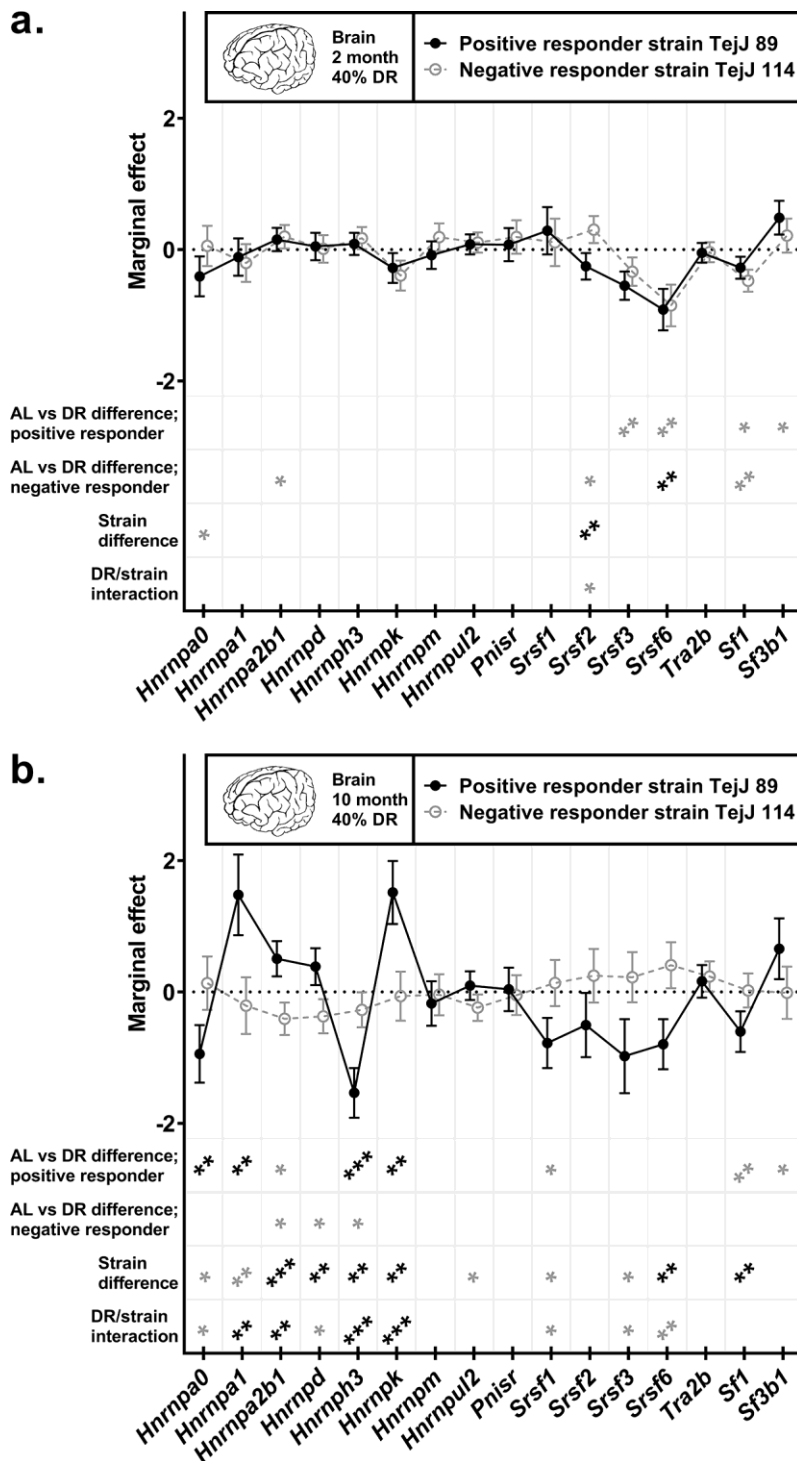 a.
Brain
2 month
40% DR
Positive responder strain TejJ 89
Negative responder strain TejJ 114
Marginal effect
2
0
-2
AL vs DR difference;
positive responder
** ** * *
AL vs DR difference;
negative responder
* * ** **
Strain
difference
* **
DR/strain
interaction
*
Hnrnpa0
Hnrnpa1
Hnrnpa2b1
Hnrnpd
Hnrnph3
Hnrnpk
Hnrnpm
Hnrnpul2
Pnisr
Srsf1
Srsf2
Srsf3
Srsf6
Tra2b
Sf1
Sf3b1
b.
Brain
10 month
40% DR
Positive responder strain TejJ 89
Negative responder strain TejJ 114
Marginal effect
2
0
-2
AL vs DR difference;
positive responder
** ** * *** ** * ** *
AL vs DR difference;
negative responder
* * *
Strain
difference
* ** *** ** ** ** * * * ** **
DR/strain
interaction
* ** ** * *** *** * * **
Hnrnpa0
Hnrnpa1
Hnrnpa2b1
Hnrnpd
Hnrnph3
Hnrnpk
Hnrnpm
Hnrnpul2
Pnisr
Srsf1
Srsf2
Srsf3
Srsf6
Tra2b
Sf1
Sf3b1